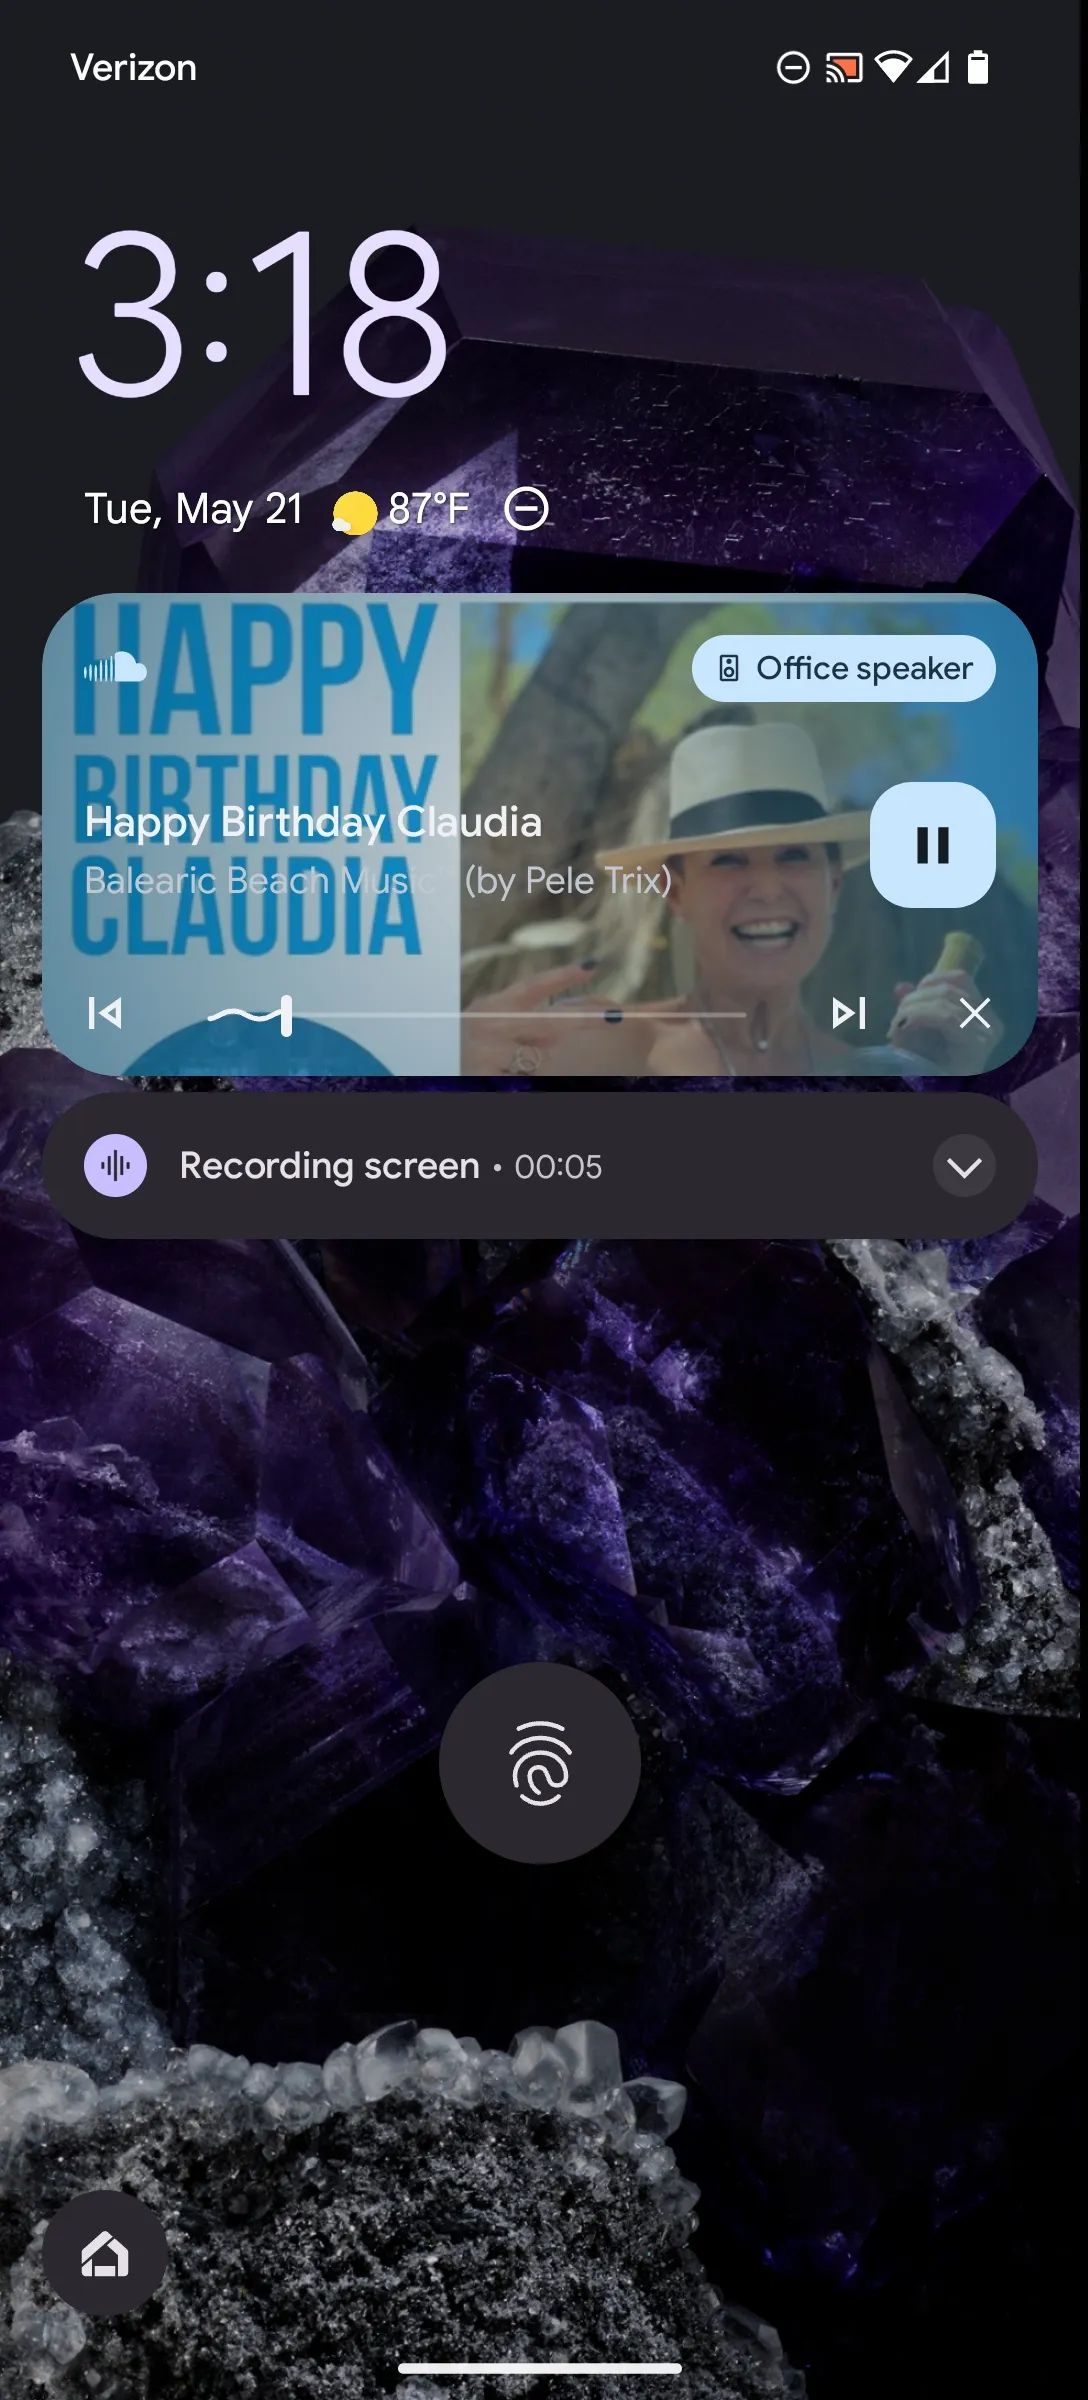 Verizon
3:18
Tue, May 21 87°F
HAPPY
BIRTHDAY
CLAUDIA
Office speaker
Happy Birthday Claudia
Balearic Beach Music™ (by Pele Trix)
Recording screen • 00:05